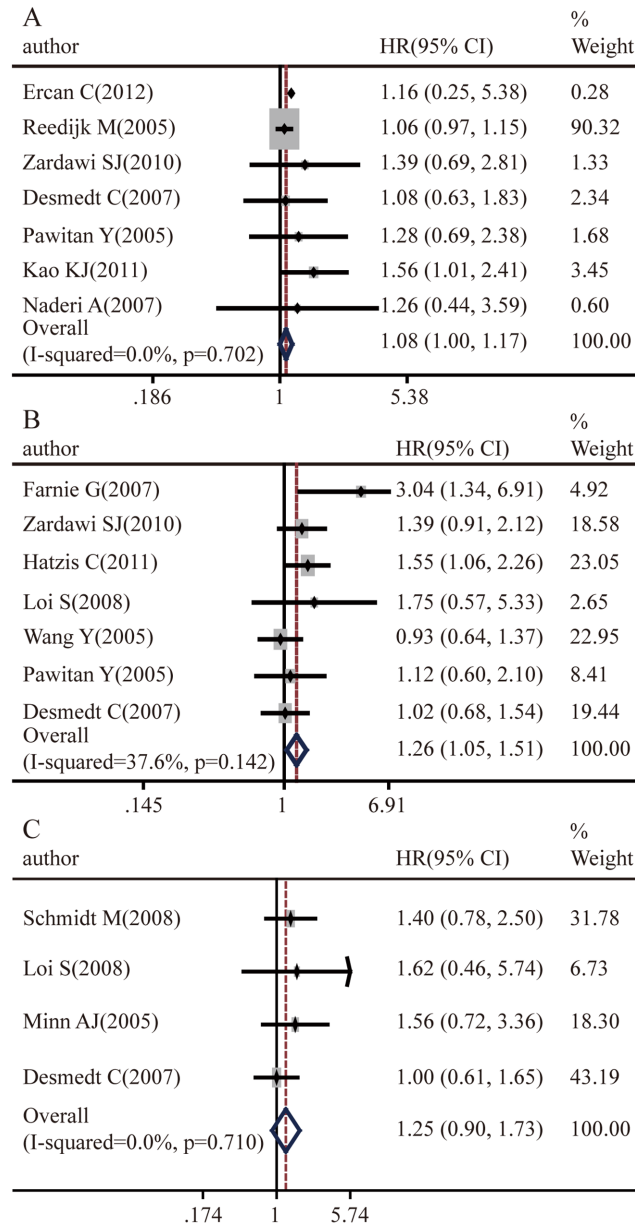 A
%
author HR(95% CI) Weight
Ercan C(2012) 1.16 (0.25, 5.38) 0.28
Reedijk M(2005) 1.06 (0.97, 1.15) 90.32
Zardawi SJ(2010) 1.39 (0.69, 2.81) 1.33
Desmedt C(2007) 1.08 (0.63, 1.83) 2.34
Pawitan Y(2005) 1.28 (0.69, 2.38) 1.68
Kao KJ(2011) 1.56 (1.01, 2.41) 3.45
Naderi A(2007) 1.26 (0.44, 3.59) 0.60
Overall
(I-squared=0.0%, p=0.702) 1.08 (1.00, 1.17) 100.00
.186 1 5.38
B
%
author HR(95% CI) Weight
Farnie G(2007) 3.04 (1.34, 6.91) 4.92
Zardawi SJ(2010) 1.39 (0.91, 2.12) 18.58
Hatzis C(2011) 1.55 (1.06, 2.26) 23.05
Loi S(2008) 1.75 (0.57, 5.33) 2.65
Wang Y(2005) 0.93 (0.64, 1.37) 22.95
Pawitan Y(2005) 1.12 (0.60, 2.10) 8.41
Desmedt C(2007) 1.02 (0.68, 1.54) 19.44
Overall
(I-squared=37.6%, p=0.142) 1.26 (1.05, 1.51) 100.00
.145 1 6.91
C
%
author HR(95% CI) Weight
Schmidt M(2008) 1.40 (0.78, 2.50) 31.78
Loi S(2008) 1.62 (0.46, 5.74) 6.73
Minn AJ(2005) 1.56 (0.72, 3.36) 18.30
Desmedt C(2007) 1.00 (0.61, 1.65) 43.19
Overall
(I-squared=0.0%, p=0.710) 1.25 (0.90, 1.73) 100.00
.174 1 5.74